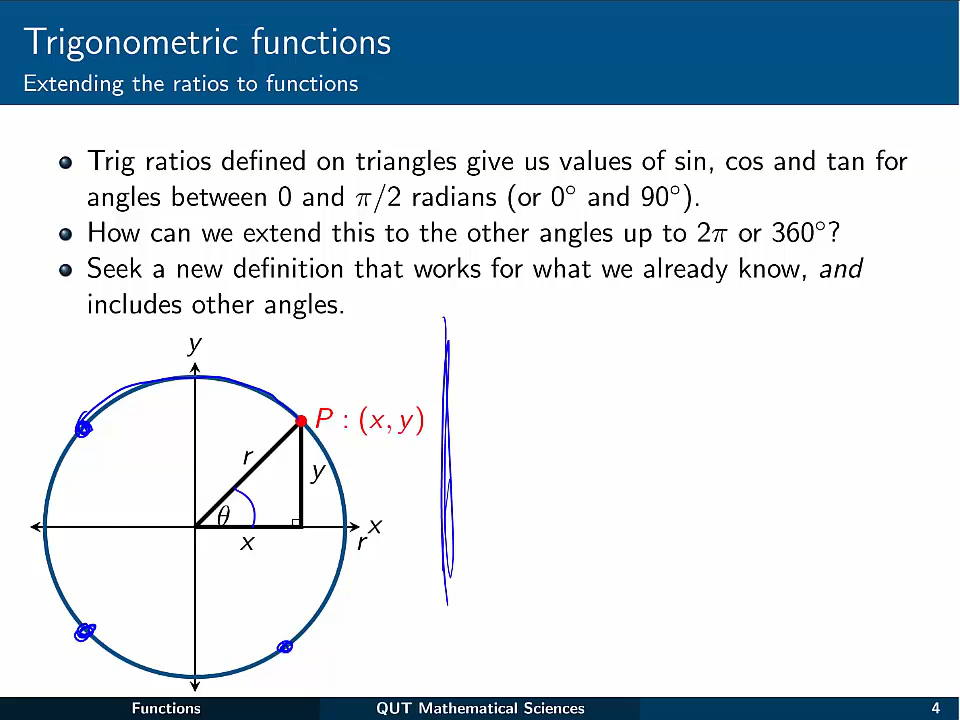 Trigonometric functions
Extending the ratios to functions
Trig ratios defined on triangles give us values of sin, cos and tan for
angles between 0 and π/2 radians (or 0° and 90°).
How can we extend this to the other angles up to 2π or 360°?
Seek a new definition that works for what we already know, and
includes other angles.
y
P : (x, y)
r
y
θ
x
x
r
Functions
QUT Mathematical Sciences
4